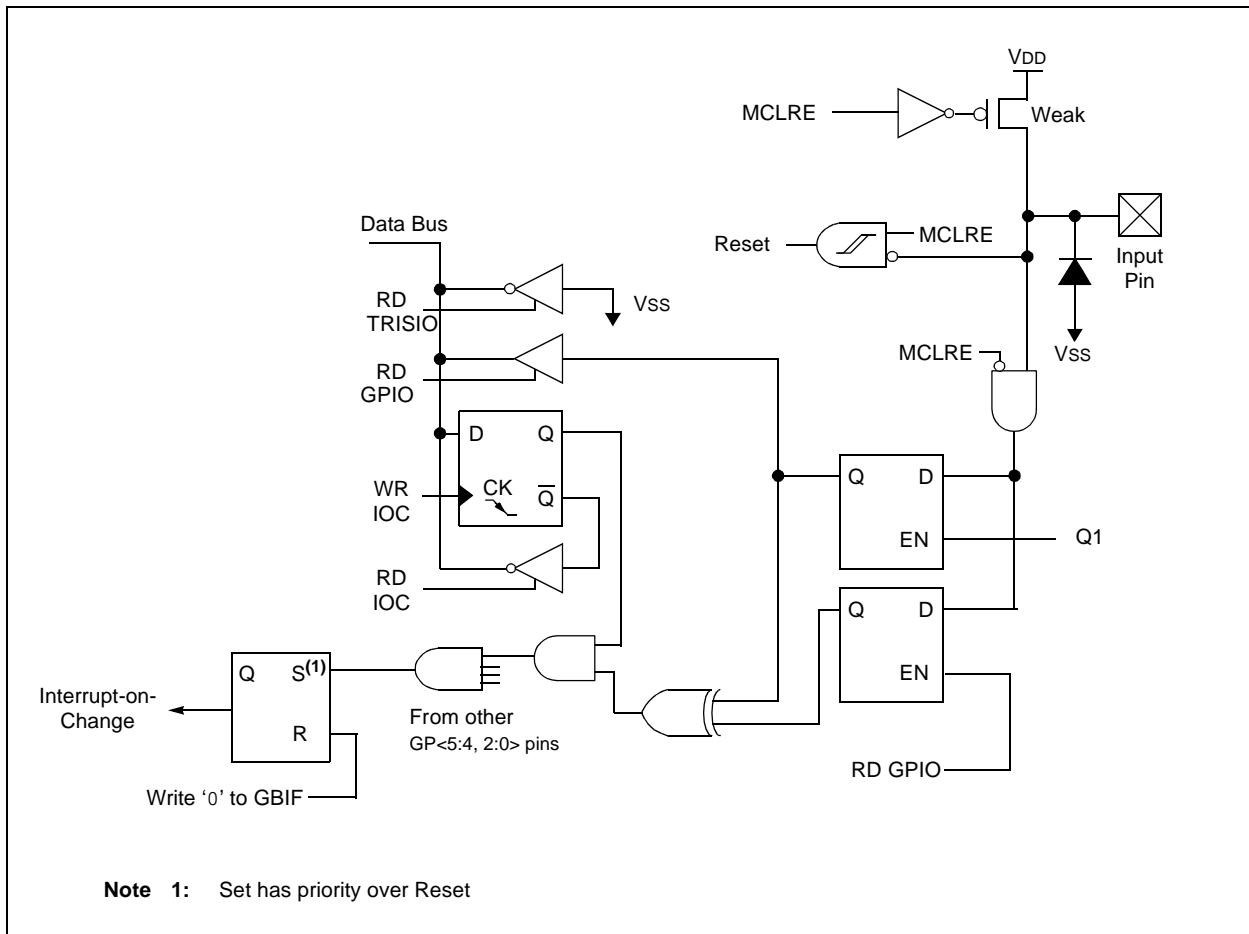 VDD
MCLRE
Weak
Data Bus
Reset
MCLRE
Input
Pin
RD
TRISIO
VSS
VSS
RD
GPIO
MCLRE
D
Q
Q
D
WR
IOC
CK
Q
EN
Q1
RD
IOC
Q
D
EN
Q
S(1)
Interrupt-on-
Change
R
From other
GP<5:4, 2:0> pins
RD GPIO
Write ‘0’ to GBIF
Note 1: Set has priority over Reset